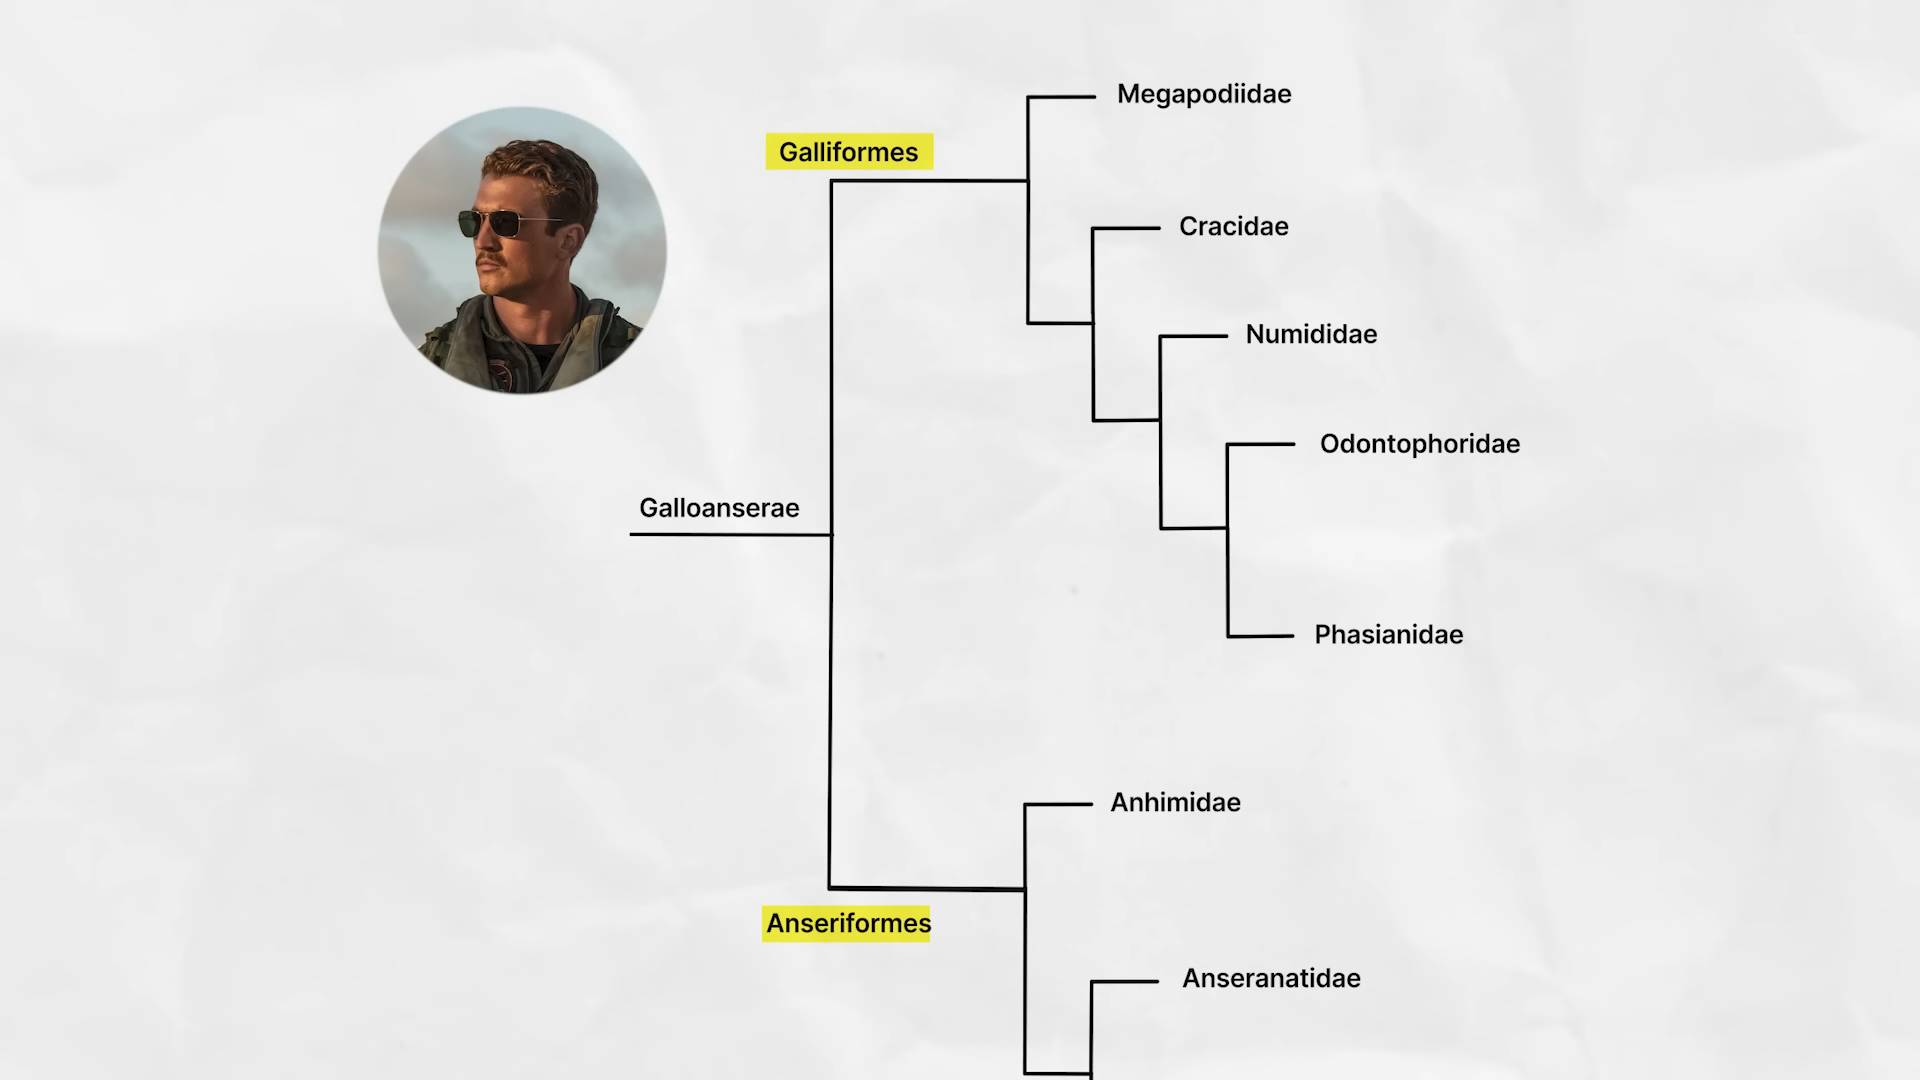 Megapodiidae
Galliformes
Cracidae
Numididae
Odontophoridae
Galloanserae
Phasianidae
Anhimidae
Anseriformes
Anseranatidae